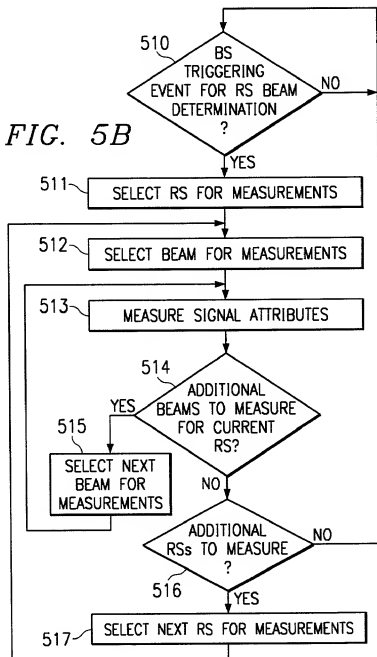 510
BS
TRIGGERING
EVENT FOR RS BEAM
DETERMINATION
?
NO
FIG. 5B
YES
511
SELECT RS FOR MEASUREMENTS
512
SELECT BEAM FOR MEASUREMENTS
513
MEASURE SIGNAL ATTRIBUTES
514
ADDITIONAL
BEAMS TO MEASURE
FOR CURRENT
RS?
YES
515
SELECT NEXT
BEAM FOR
MEASUREMENTS
NO
ADDITIONAL
RSs TO MEASURE
?
NO
516
YES
517
SELECT NEXT RS FOR MEASUREMENTS